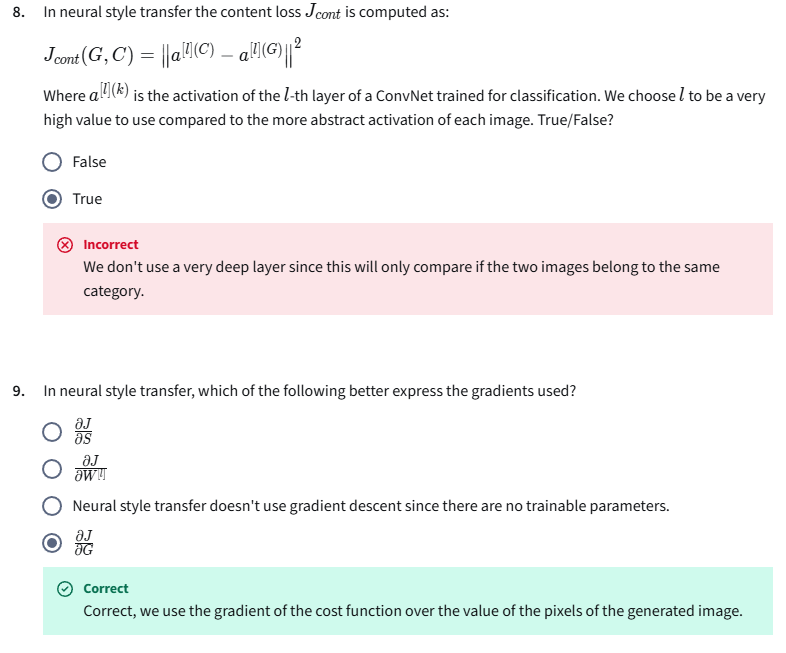 8. In neural style transfer the content loss J_cont is computed as:
J_cont(G, C) = ||a^[l](C) − a^[l](G)||^2
Where a^[l](k) is the activation of the l-th layer of a ConvNet trained for classification. We choose l to be a very
high value to use compared to the more abstract activation of each image. True/False?
False
True
Incorrect
We don't use a very deep layer since this will only compare if the two images belong to the same
category.
9. In neural style transfer, which of the following better express the gradients used?
∂J/∂S
∂J/∂W^[l]
Neural style transfer doesn't use gradient descent since there are no trainable parameters.
∂J/∂G
Correct
Correct, we use the gradient of the cost function over the value of the pixels of the generated image.